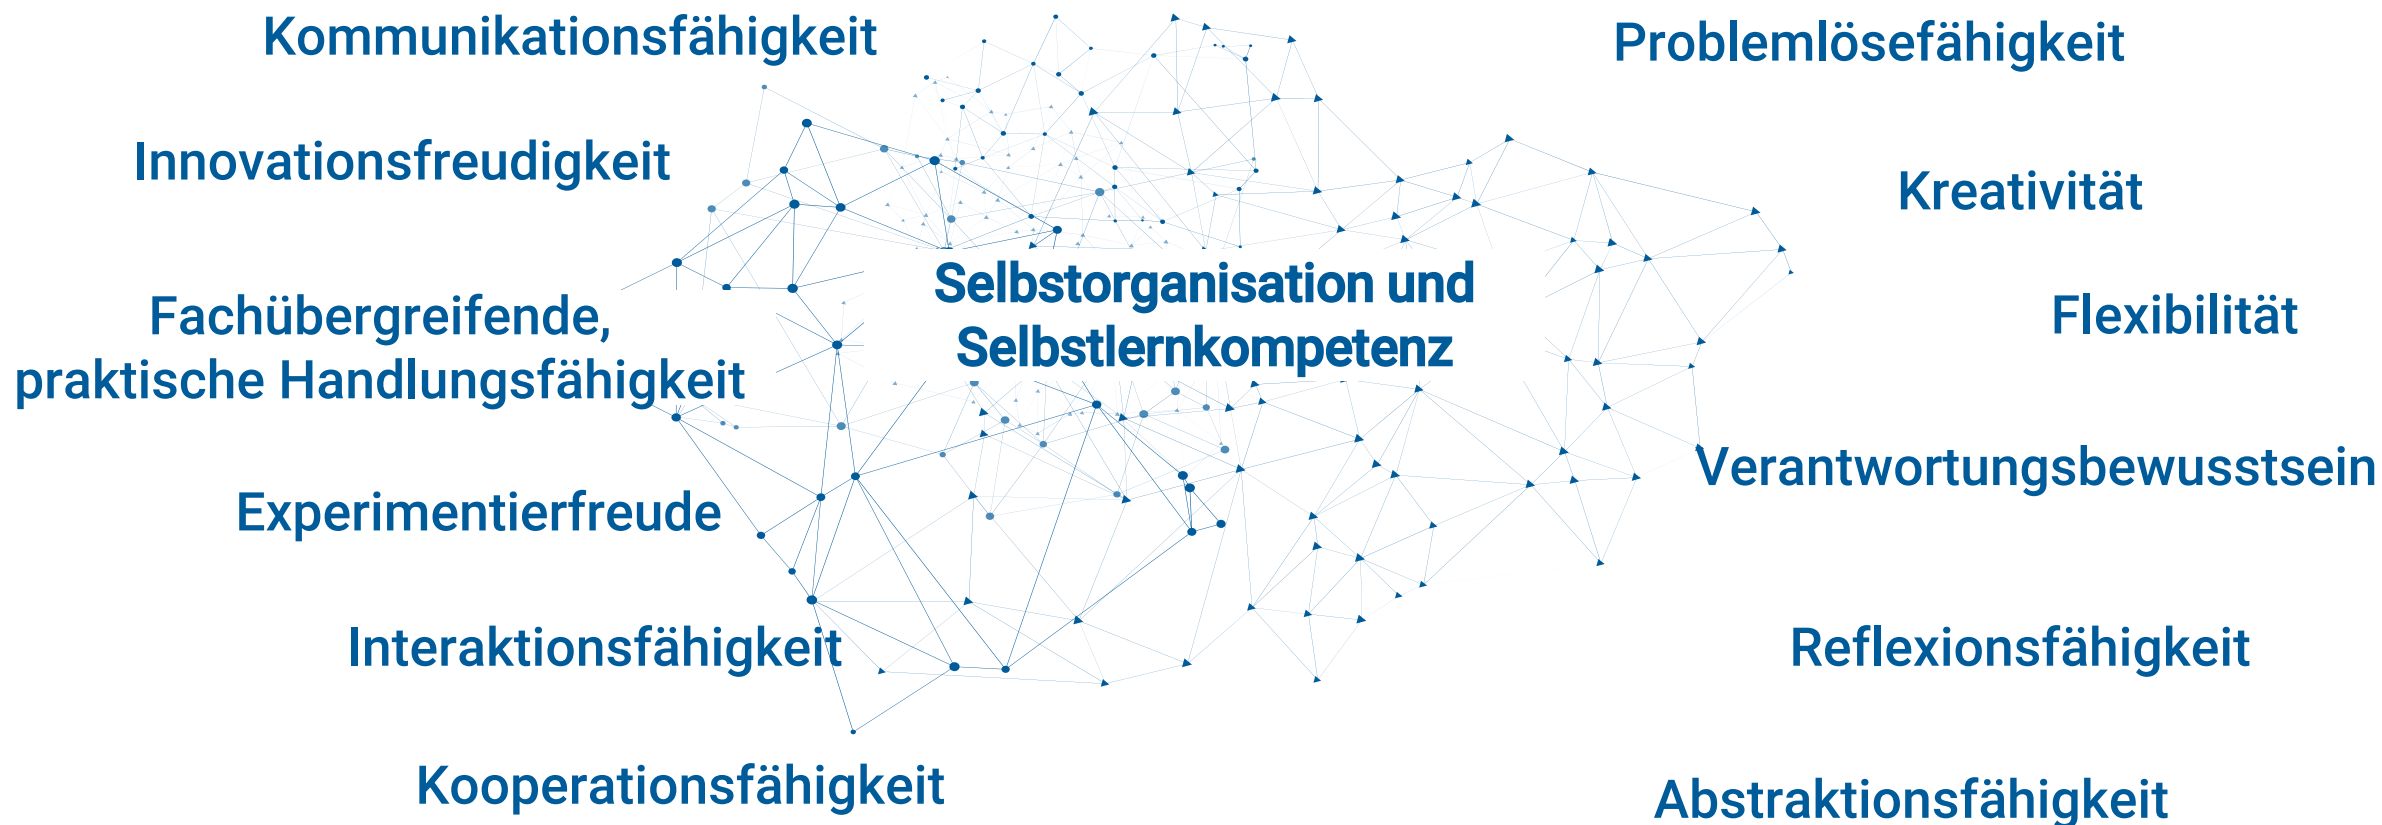 Kommunikationsfähigkeit
Problemlösefähigkeit
Innovationsfreudigkeit
Kreativität
Selbstorganisation und
Selbstlernkompetenz
Fachübergreifende,
praktische Handlungsfähigkeit
Flexibilität
Verantwortungsbewusstsein
Experimentierfreude
Interaktionsfähigkeit
Reflexionsfähigkeit
Kooperationsfähigkeit
Abstraktionsfähigkeit